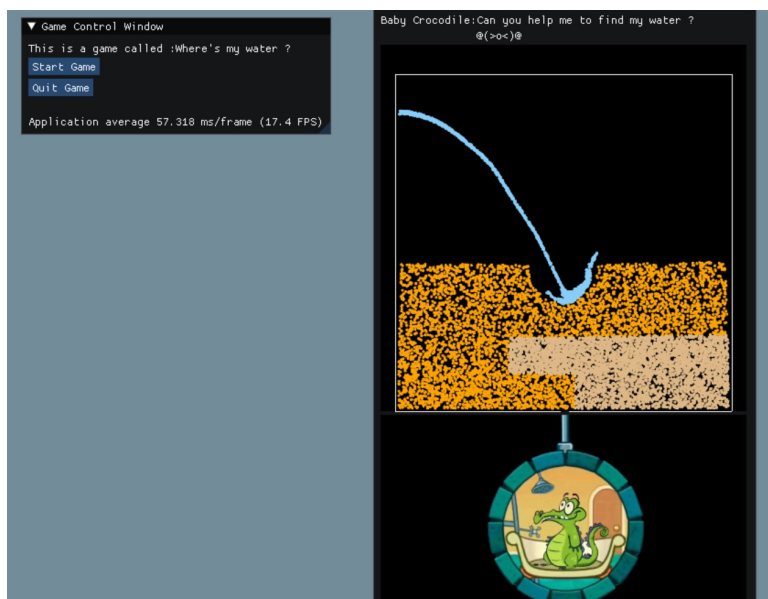 ▼ Game Control Window
This is a game called :Where's my water ?
Start Game
Quit Game
Application average 57.318 ms/frame (17.4 FPS)
Baby Crocodile:Can you help me to find my water ?
@(>o<)@